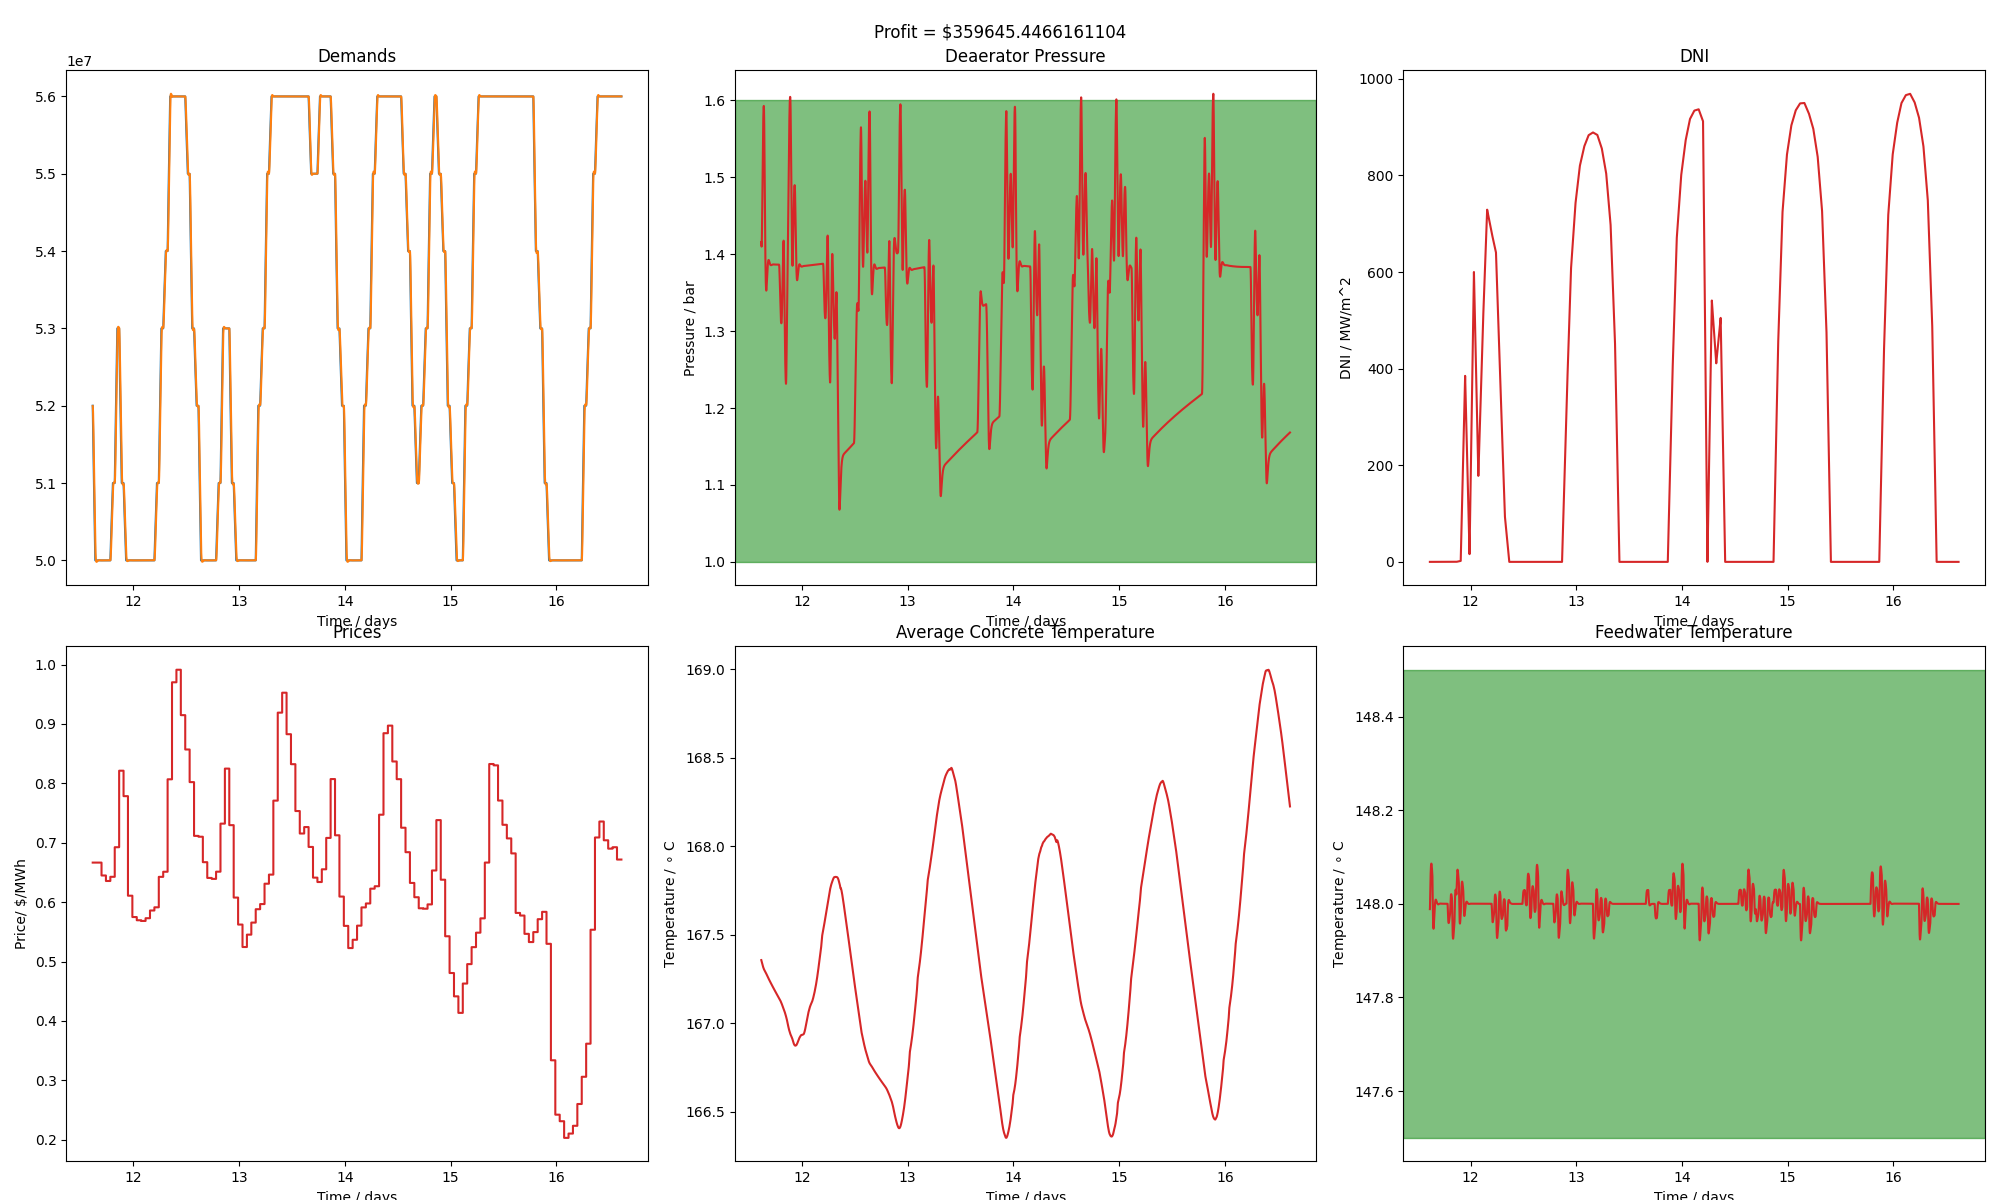 Profit = $359645.4466161104
Demands
1e7
5.6
5.5
5.4
5.3
5.2
5.1
5.0
12 13 14 15 16
Time / days
Deaerator Pressure
Pressure / bar
1.6
1.5
1.4
1.3
1.2
1.1
1.0
12 13 14 15 16
Time / days
DNI
DNI / MW/m^2
1000
800
600
400
200
0
12 13 14 15 16
Time / days
Prices
Price/ $/MWh
1.0
0.9
0.8
0.7
0.6
0.5
0.4
0.3
0.2
12 13 14 15 16
Time / days
Average Concrete Temperature
Temperature / ∘ C
169.0
168.5
168.0
167.5
167.0
166.5
12 13 14 15 16
Time / days
Feedwater Temperature
Temperature / ∘ C
148.4
148.2
148.0
147.8
147.6
12 13 14 15 16
Time / days